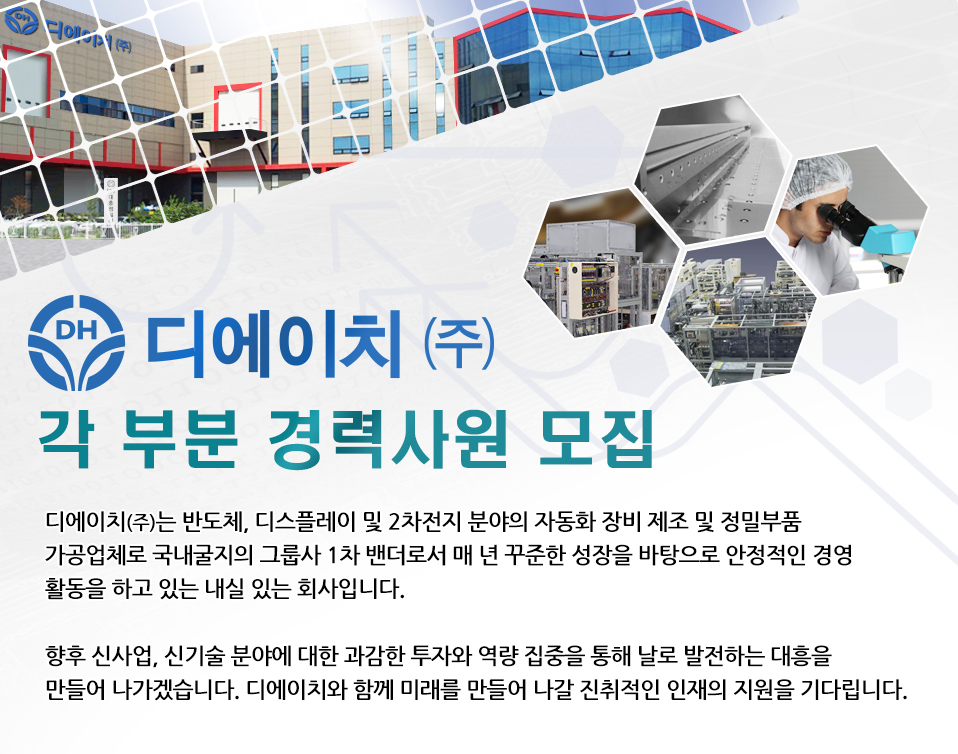 DH 디에이치 (주)
DH 디에이치 (주)
각 부분 경력사원 모집
디에이치(주)는 반도체, 디스플레이 및 2차전지 분야의 자동화 장비 제조 및 정밀부품
가공업체로 국내굴지의 그룹사 1차 밴더로서 매 년 꾸준한 성장을 바탕으로 안정적인 경영
활동을 하고 있는 내실 있는 회사입니다.
향후 신사업, 신기술 분야에 대한 과감한 투자와 역량 집중을 통해 날로 발전하는 대흥을
만들어 나가겠습니다. 디에이치와 함께 미래를 만들어 나갈 진취적인 인재의 지원을 기다립니다.